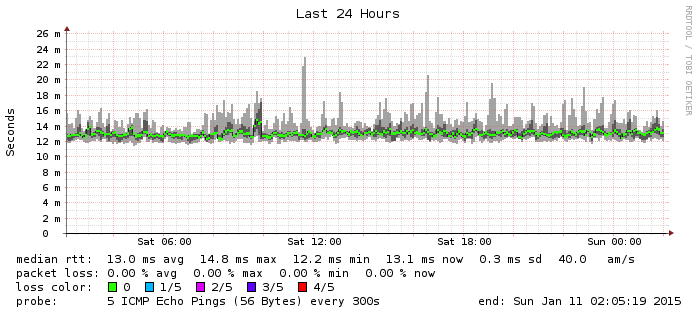 Last 24 Hours
RRDTOOL / TOBI OETIKER
Seconds
26 m
24 m
22 m
20 m
18 m
16 m
14 m
12 m
10 m
8 m
6 m
4 m
2 m
0
Sat 06:00 Sat 12:00 Sat 18:00 Sun 00:00
median rtt: 13.0 ms avg 14.8 ms max 12.2 ms min 13.1 ms now 0.3 ms sd 40.0 am/s
packet loss: 0.00 % avg 0.00 % max 0.00 % min 0.00 % now
loss color: 0 1/5 2/5 3/5 4/5
probe: 5 ICMP Echo Pings (56 Bytes) every 300s end: Sun Jan 11 02:05:19 2015